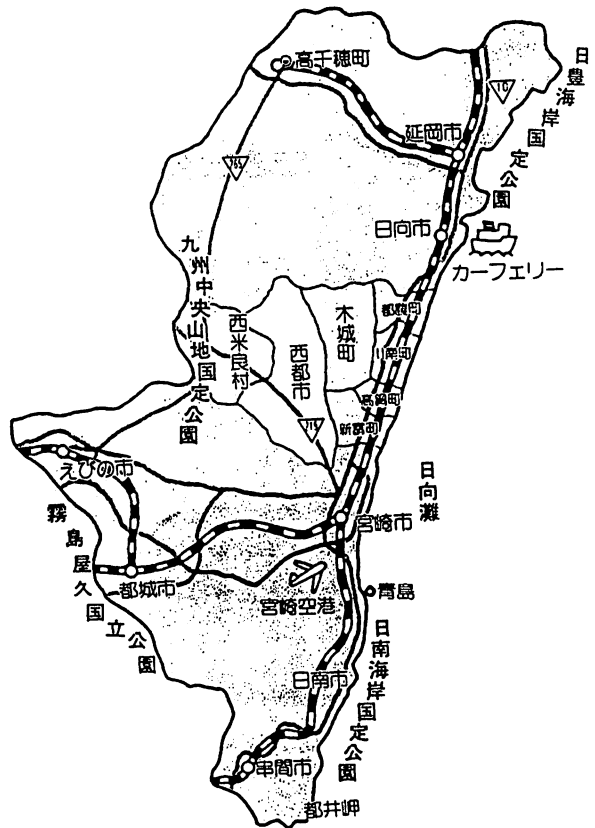 高千穂町
10
日豊海岸国定公園
延岡市
265
日向市
カーフェリー
九州中央山地国定公園
都農町
木城町
西米良村
西都市
川南町
高鍋町
219
新富町
えびの市
日向灘
霧島屋久国立公園
宮崎市
都城市
宮崎空港
青島
日南海岸国定公園
日南市
串間市
都井岬